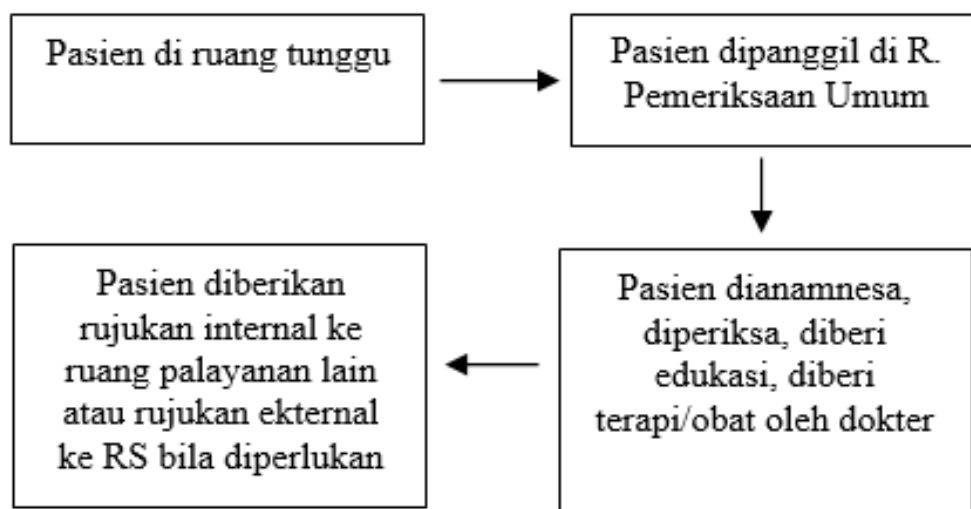 Pasien di ruang tunggu
Pasien dipanggil di R.
Pemeriksaan Umum
Pasien dianamnesa,
diperiksa, diberi
edukasi, diberi
terapi/obat oleh dokter
Pasien diberikan
rujukan internal ke
ruang palayanan lain
atau rujukan ekternal
ke RS bila diperlukan